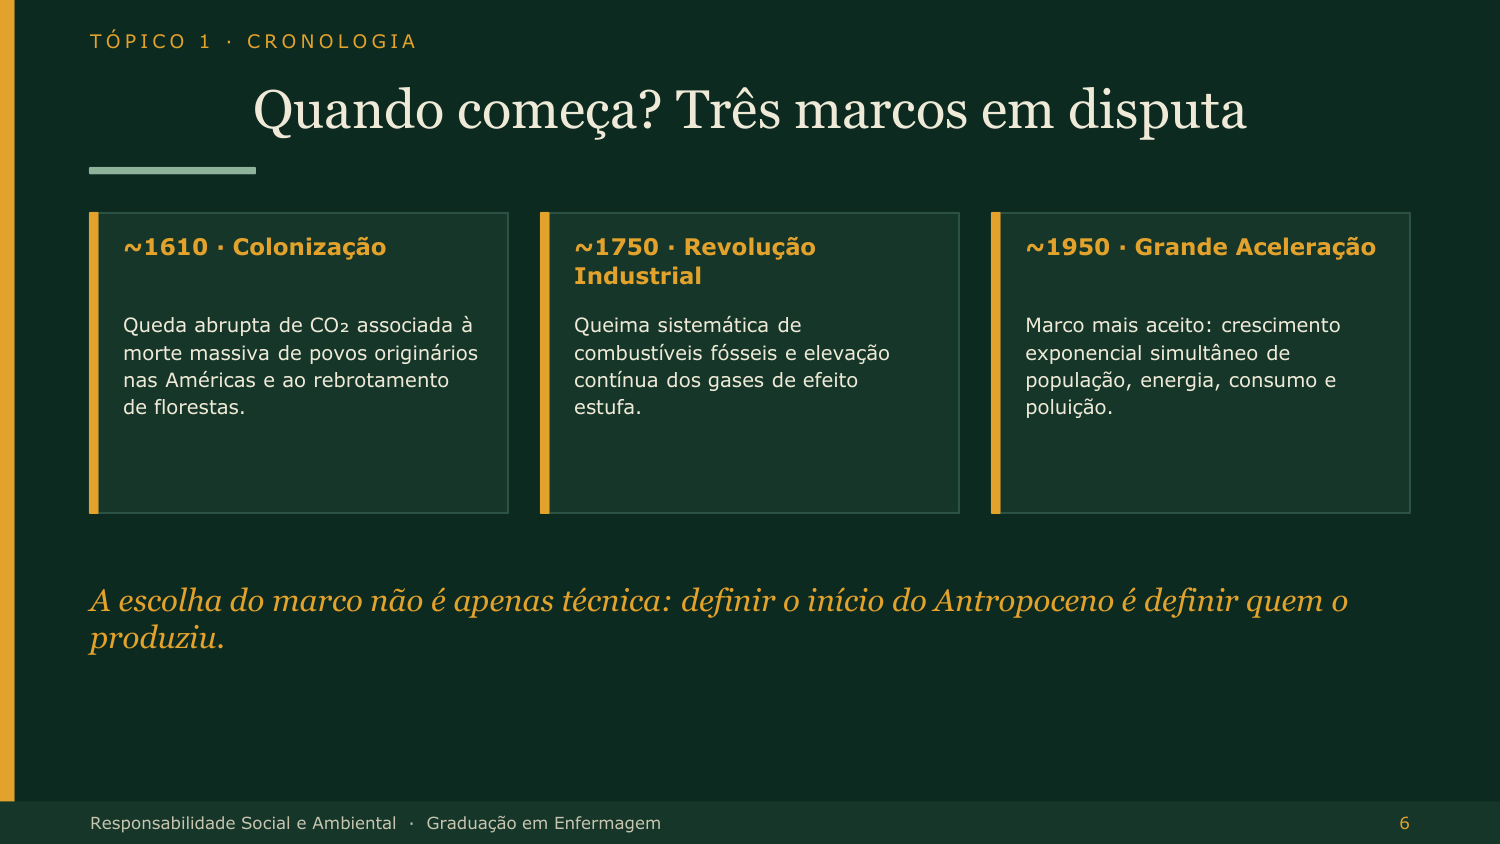 TÓPICO 1 · CRONOLOGIA
Quando começa? Três marcos em disputa
~1610 · Colonização
Queda abrupta de CO₂ associada à
morte massiva de povos originários
nas Américas e ao rebrotamento
de florestas.
~1750 · Revolução
Industrial
Queima sistemática de
combustíveis fósseis e elevação
contínua dos gases de efeito
estufa.
~1950 · Grande Aceleração
Marco mais aceito: crescimento
exponencial simultâneo de
população, energia, consumo e
poluição.
A escolha do marco não é apenas técnica: definir o início do Antropoceno é definir quem o
produziu.
Responsabilidade Social e Ambiental · Graduação em Enfermagem
6